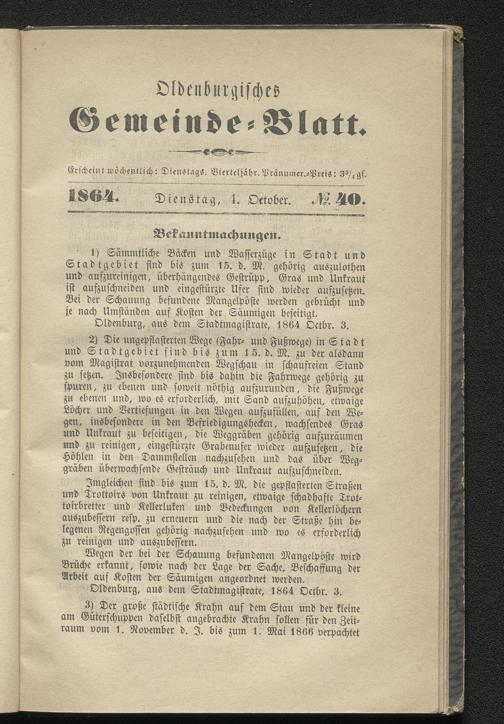 Oldenburgisches
Gemeinde-Blatt.
Erscheint wöchentlich: Dienstags. Vierteljähr. Pränumer.-Preis: 3¾ gs.
1864. Dienstag, 4. October. № 40.
Bekanntmachungen.
1) Sämmtliche Bäcken und Wasserzüge in Stadt und
Stadtgebiet sind bis zum 15. d. M. gehörig auszulothen
und aufzureinigen, überhängendes Gestrüpp, Gras und Unkraut
ist aufzuschneiden und eingestürzte Ufer sind wieder aufzusetzen.
Bei der Schauung befundene Mangelpöste werden gebrücht und
je nach Umständen auf Kosten der Säumigen beseitigt.
Oldenburg, aus dem Stadtmagistrate, 1864 Octbr. 3.
2) Die ungepflasterten Wege (Fahr- und Fußwege) in Stadt
und Stadtgebiet sind bis zum 15. d. M. zu der alsdann
vom Magistrat vorzunehmenden Wegschau in schaufreien Stand
zu setzen. Insbesondere sind bis dahin die Fahrwege gehörig zu
spuren, zu ebenen und soweit nöthig aufzurunden, die Fußwege
zu ebenen und, wo es erforderlich, mit Sand aufzuhöhen, etwaige
Löcher und Vertiefungen in den Wegen aufzufüllen, auf den We-
gen, insbesondere in den Befriedigungshecken, wachsendes Gras
und Unkraut zu beseitigen, die Weggräben gehörig aufzuräumen
und zu reinigen, eingestürzte Grabenufer wieder aufzusetzen, die
Höhlen in den Dammstellen nachzusehen und das über Weg-
gräben überwachsende Gesträuch und Unkraut aufzuschneiden.
Imgleichen sind bis zum 15. d. M. die gepflasterten Straßen
und Trottoirs von Unkraut zu reinigen, etwaige schadhafte Trot-
toirbretter und Kellerluken und Bedeckungen von Kellerlöchern
auszubessern resp. zu erneuern und die nach der Straße hin be-
legenen Regengossen gehörig nachzusehen und wo es erforderlich
zu reinigen und auszubessern.
Wegen der bei der Schauung befundenen Mangelpöste wird
Brüche erkannt, sowie nach der Lage der Sache, Beschaffung der
Arbeit auf Kosten der Säumigen angeordnet werden.
Oldenburg, aus dem Stadtmagistrate, 1864 Octbr. 3.
3) Der große städtische Krahn auf dem Stau und der kleine
am Güterschuppen daselbst angebrachte Krahn sollen für den Zeit-
raum vom 1. November d. J. bis zum 1. Mai 1866 verpachtet